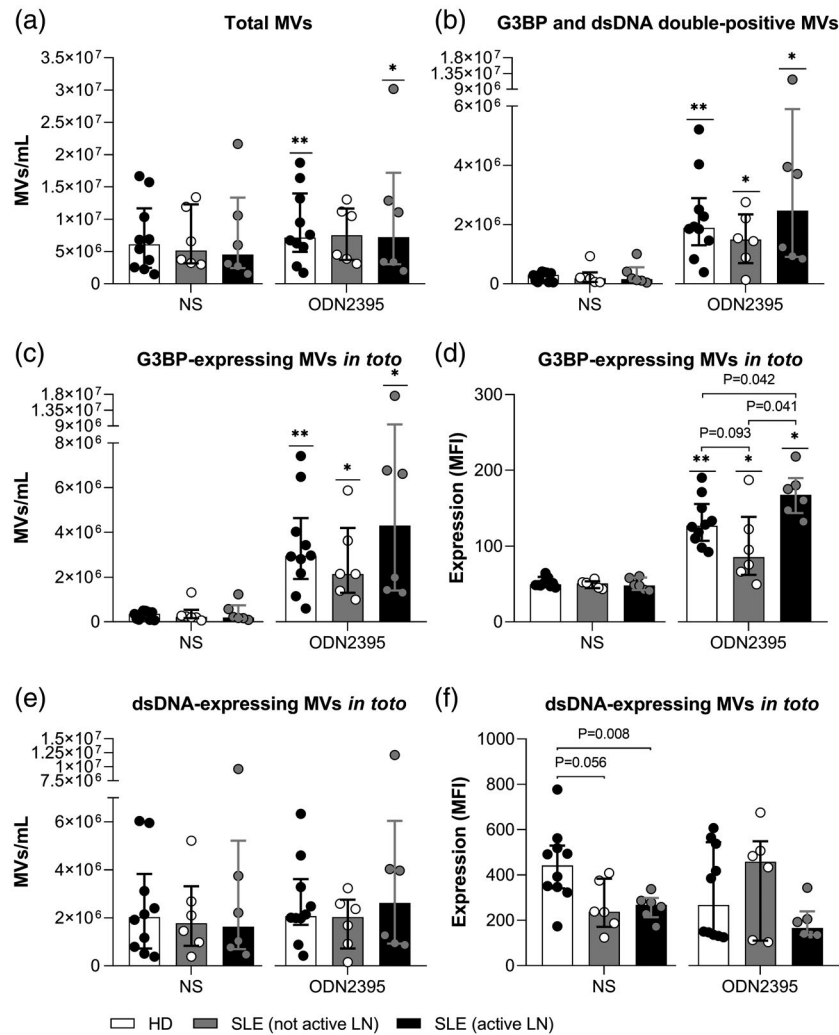 (a)
Total MVs
MVs/mL
3.5×10⁷
3×10⁷
2.5×10⁷
2×10⁷
1.5×10⁷
1×10⁷
5×10⁶
0
**
*
NS
ODN2395
(b)
G3BP and dsDNA double-positive MVs
1.8×10⁷
1.35×10⁷
9×10⁶
6×10⁶
4×10⁶
2×10⁶
0
**
*
*
NS
ODN2395
(c)
G3BP-expressing MVs in toto
MVs/mL
1.8×10⁷
1.35×10⁷
9×10⁶
8×10⁶
6×10⁶
4×10⁶
2×10⁶
0
**
*
*
NS
ODN2395
(d)
G3BP-expressing MVs in toto
Expression (MFI)
300
200
100
0
P=0.042
P=0.041
P=0.093
**
*
*
NS
ODN2395
(e)
dsDNA-expressing MVs in toto
MVs/mL
1.5×10⁷
1.25×10⁷
1×10⁷
7.5×10⁶
6×10⁶
4×10⁶
2×10⁶
0
NS
ODN2395
(f)
dsDNA-expressing MVs in toto
Expression (MFI)
1000
800
600
400
200
0
P=0.008
P=0.056
NS
ODN2395
HD
SLE (not active LN)
SLE (active LN)